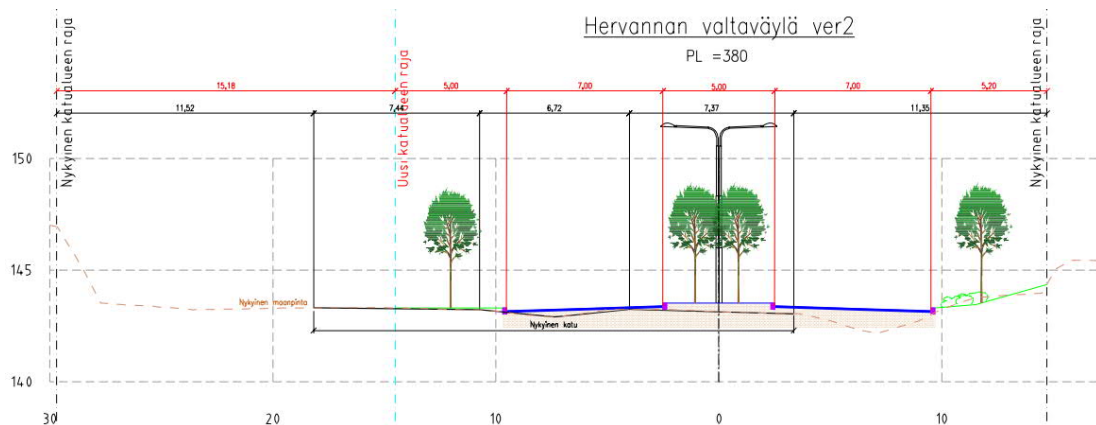 Hervannan valtaväylä ver2
PL =380
15,18
5,00
7,00
5,00
7,00
5,20
11,52
7,44
6,72
7,37
11,35
Nykyinen katualueen raja
Uusi katualueen raja
Nykyinen katualueen raja
150
145
140
Nykyinen maanpinta
Nykyinen katu
30
20
10
0
10